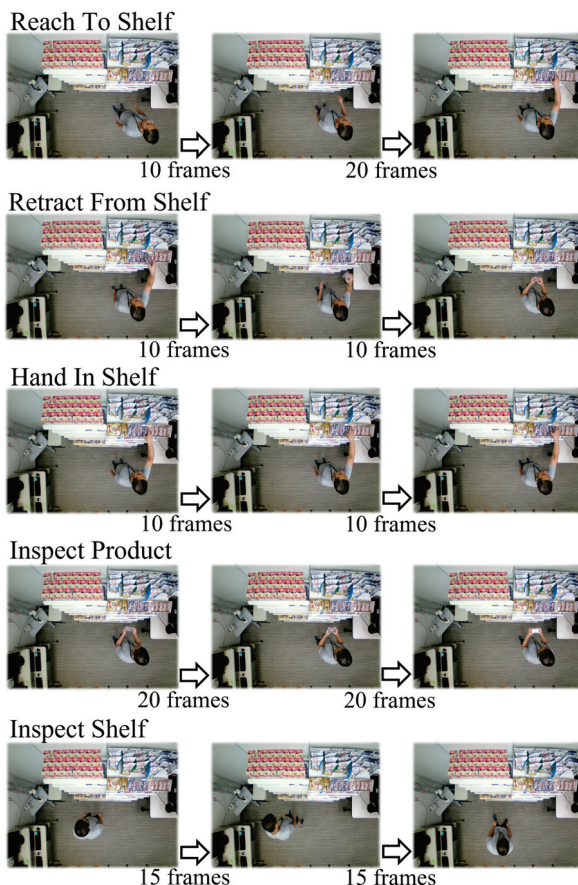 Reach To Shelf
10 frames 20 frames
Retract From Shelf
10 frames 10 frames
Hand In Shelf
10 frames 10 frames
Inspect Product
20 frames 20 frames
Inspect Shelf
15 frames 15 frames